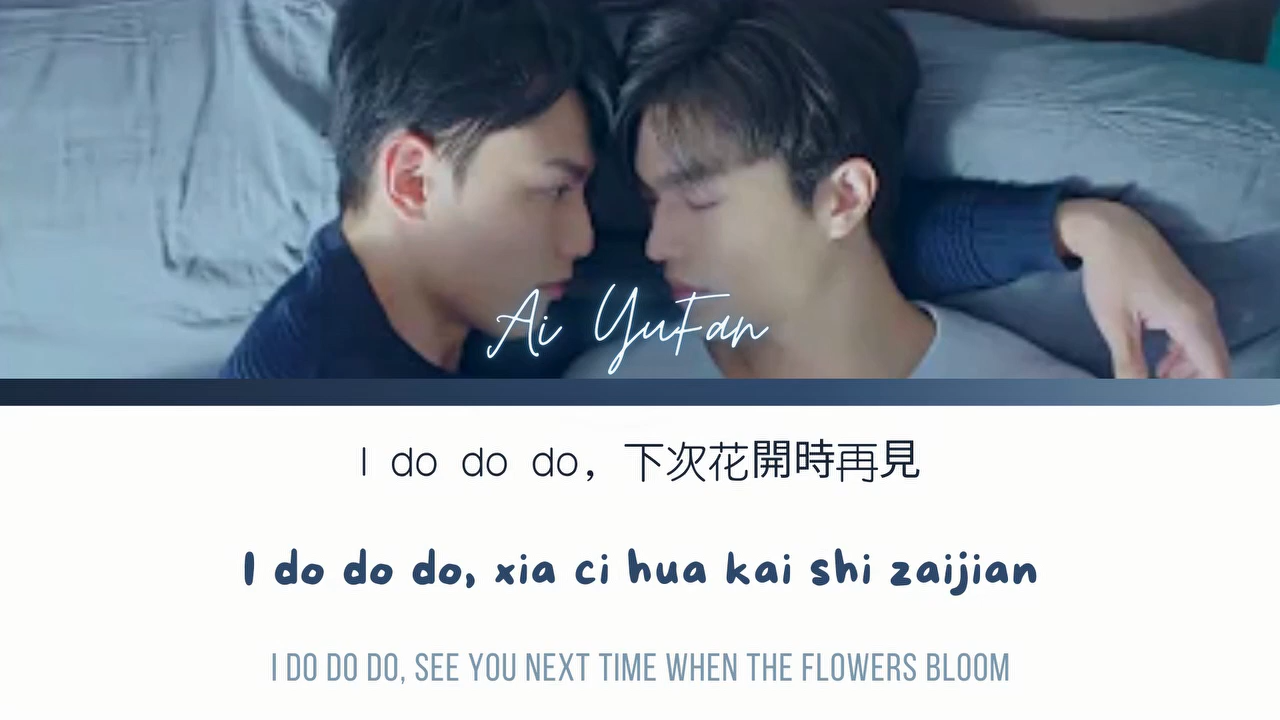 Ai YuFan
I do do do, 下次花開時再見
I do do do, xia ci hua kai shi zaijian
I DO DO DO, SEE YOU NEXT TIME WHEN THE FLOWERS BLOOM